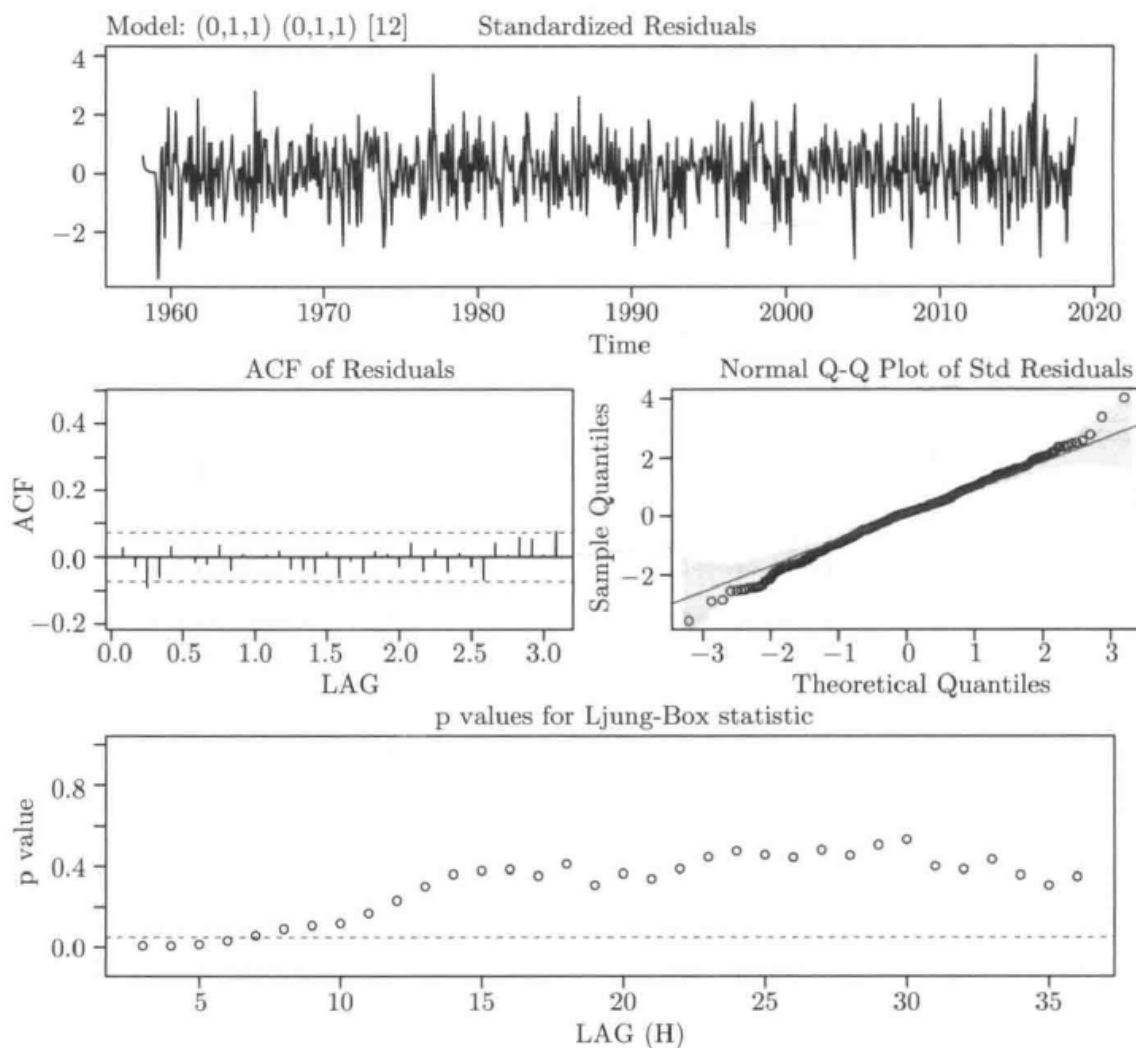 Model: (0,1,1) (0,1,1) [12] Standardized Residuals
4
2
0
−2
1960 1970 1980 1990 2000 2010 2020
Time
ACF of Residuals
ACF
0.4
0.2
0.0
−0.2
0.0 0.5 1.0 1.5 2.0 2.5 3.0
LAG
Normal Q-Q Plot of Std Residuals
Sample Quantiles
4
2
0
−2
−3 −2 −1 0 1 2 3
Theoretical Quantiles
p values for Ljung-Box statistic
p value
0.8
0.4
0.0
5 10 15 20 25 30 35
LAG (H)